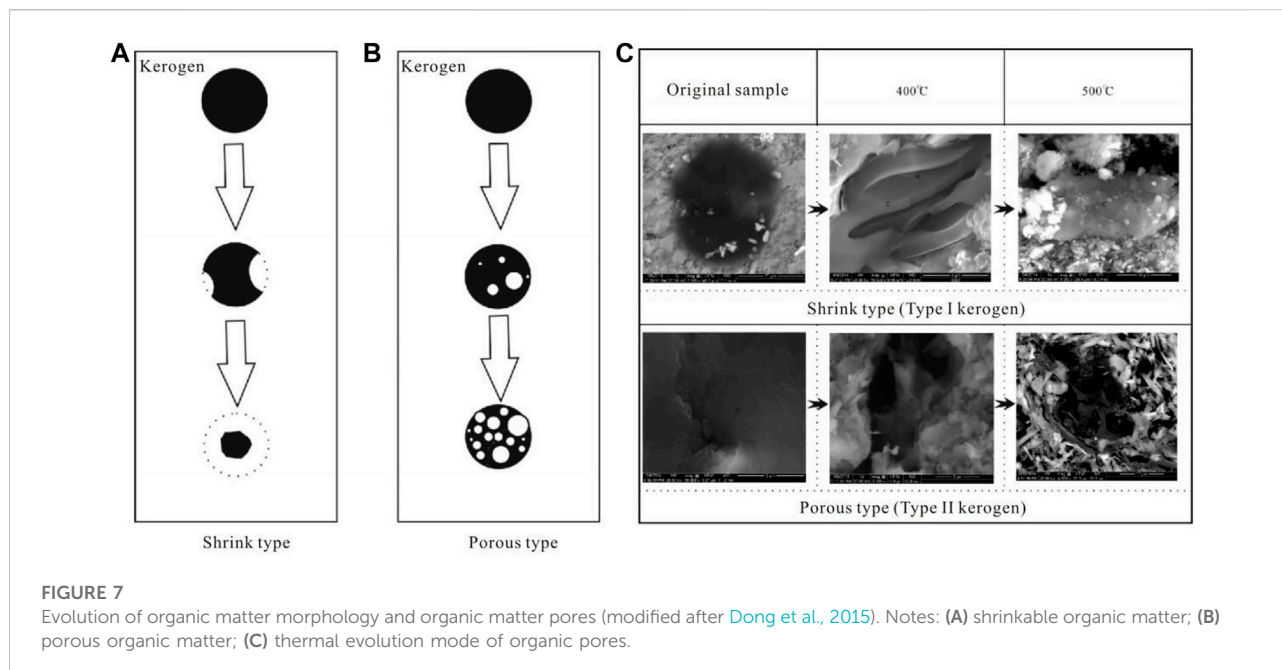 A
Kerogen
Shrink type
B
Kerogen
Porous type
C
Original sample
400℃
500℃
Shrink type (Type I kerogen)
Porous type (Type II kerogen)
FIGURE 7
Evolution of organic matter morphology and organic matter pores (modified after Dong et al., 2015). Notes: (A) shrinkable organic matter; (B)
porous organic matter; (C) thermal evolution mode of organic pores.